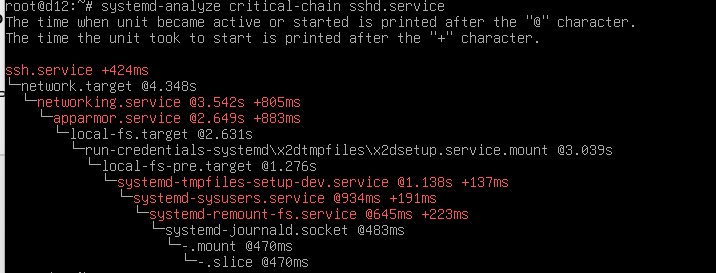 root@d12:~# systemd-analyze critical-chain sshd.service
The time when unit became active or started is printed after the "@" character.
The time the unit took to start is printed after the "+" character.
ssh.service +424ms
└─network.target @4.348s
└─networking.service @3.542s +805ms
└─apparmor.service @2.649s +883ms
└─local-fs.target @2.631s
└─run-credentials-systemd\x2dtmpfiles\x2dsetup.service.mount @3.039s
└─local-fs-pre.target @1.276s
└─systemd-tmpfiles-setup-dev.service @1.138s +137ms
└─systemd-sysusers.service @934ms +191ms
└─systemd-remount-fs.service @645ms +223ms
└─systemd-journald.socket @483ms
└─-.mount @470ms
└─-.slice @470ms